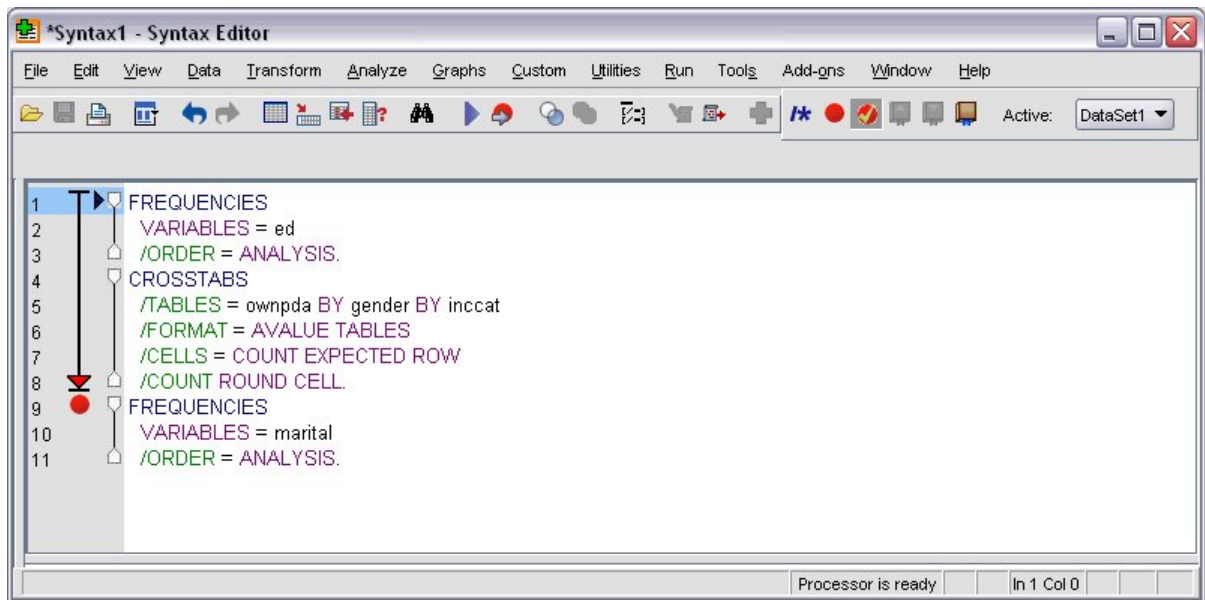 *Syntax1 - Syntax Editor
File Edit View Data Transform Analyze Graphs Custom Utilities Run Tools Add-ons Window Help
/* Active: DataSet1
1 FREQUENCIES
2 VARIABLES = ed
3 /ORDER = ANALYSIS.
4 CROSSTABS
5 /TABLES = ownpda BY gender BY inccat
6 /FORMAT = AVALUE TABLES
7 /CELLS = COUNT EXPECTED ROW
8 /COUNT ROUND CELL.
9 FREQUENCIES
10 VARIABLES = marital
11 /ORDER = ANALYSIS.
Processor is ready In 1 Col 0